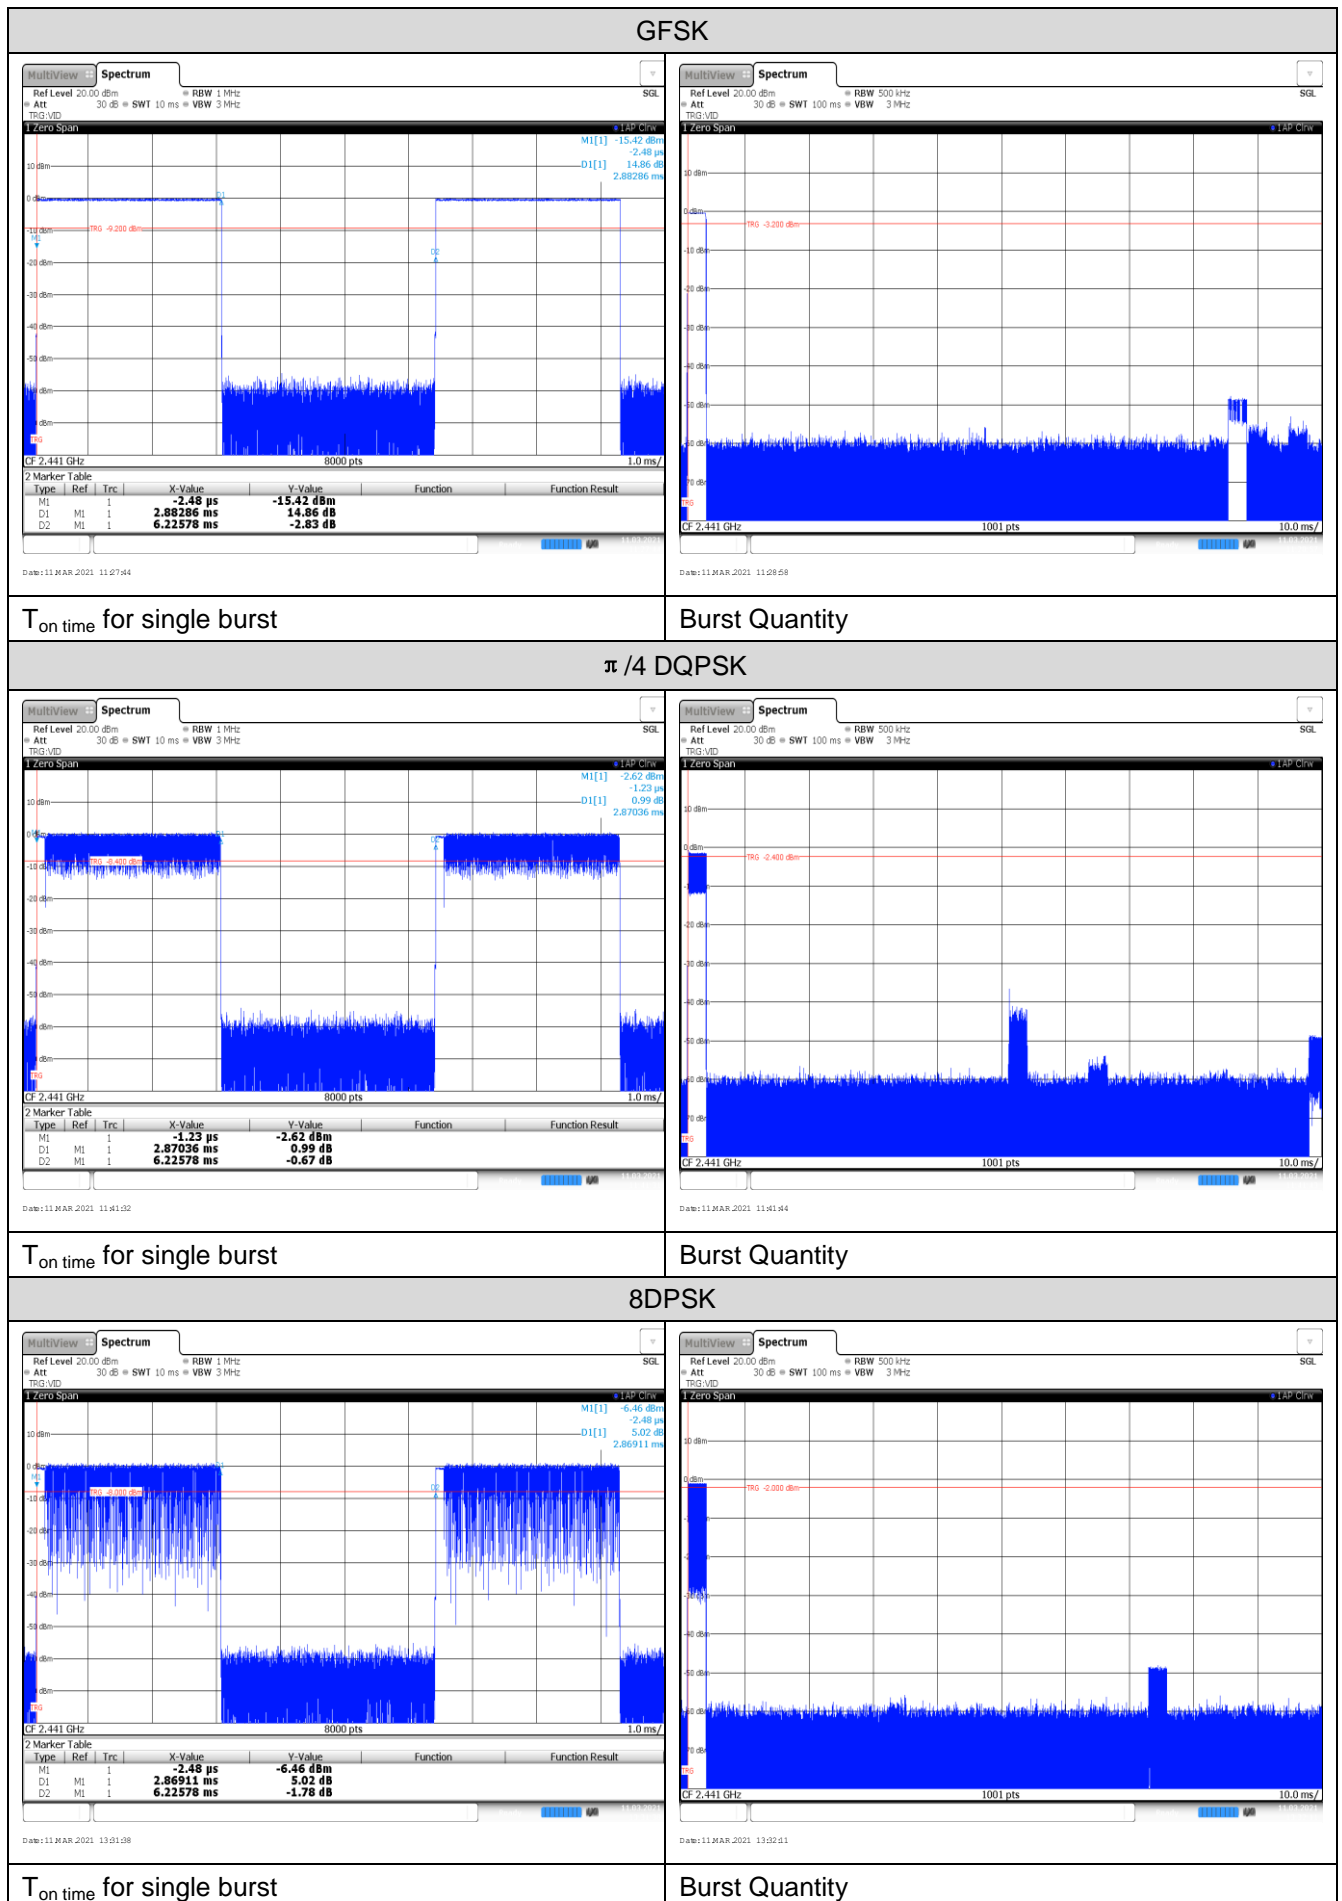 GFSK
MultiView Spectrum
Ref Level 20.00 dBm RBW 1 MHz SGL
Att 30 dB SWT 10 ms VBW 3 MHz
TRG:VID
1 Zero Span 1AP Clrw
M1[1] -15.42 dBm
-2.48 µs
D1[1] 14.86 dB
2.88286 ms
10 dBm
D1
TRG -9.200 dBm
M1
D2
-20 dBm
-30 dBm
-40 dBm
-50 dBm
TRG
CF 2.441 GHz 8000 pts 1.0 ms/
2 Marker Table
Type Ref Trc X-Value Y-Value Function Function Result
M1 1 -2.48 µs -15.42 dBm
D1 M1 1 2.88286 ms 14.86 dB
D2 M1 1 6.22578 ms -2.83 dB
Date: 11.MAR.2021 11:27:44
MultiView Spectrum
Ref Level 20.00 dBm RBW 500 kHz SGL
Att 30 dB SWT 100 ms VBW 3 MHz
TRG:VID
1 Zero Span 1AP Clrw
10 dBm
0 dBm
TRG -3.200 dBm
-10 dBm
-20 dBm
-30 dBm
-40 dBm
-50 dBm
TRG
CF 2.441 GHz 1001 pts 10.0 ms/
Date: 11.MAR.2021 11:28:58
Ton time for single burst
Burst Quantity
π /4 DQPSK
MultiView Spectrum
Ref Level 20.00 dBm RBW 1 MHz SGL
Att 30 dB SWT 10 ms VBW 3 MHz
TRG:VID
1 Zero Span 1AP Clrw
M1[1] -2.62 dBm
-1.23 µs
D1[1] 0.99 dB
2.87036 ms
10 dBm
D1
D2
TRG -8.400 dBm
-20 dBm
-30 dBm
-40 dBm
-50 dBm
TRG
CF 2.441 GHz 8000 pts 1.0 ms/
2 Marker Table
Type Ref Trc X-Value Y-Value Function Function Result
M1 1 -1.23 µs -2.62 dBm
D1 M1 1 2.87036 ms 0.99 dB
D2 M1 1 6.22578 ms -0.67 dB
Date: 11.MAR.2021 11:41:32
MultiView Spectrum
Ref Level 20.00 dBm RBW 500 kHz SGL
Att 30 dB SWT 100 ms VBW 3 MHz
TRG:VID
1 Zero Span 1AP Clrw
10 dBm
0 dBm
TRG -2.400 dBm
-20 dBm
-30 dBm
-40 dBm
-50 dBm
TRG
CF 2.441 GHz 1001 pts 10.0 ms/
Date: 11.MAR.2021 11:41:44
Ton time for single burst
Burst Quantity
8DPSK
MultiView Spectrum
Ref Level 20.00 dBm RBW 1 MHz SGL
Att 30 dB SWT 10 ms VBW 3 MHz
TRG:VID
1 Zero Span 1AP Clrw
M1[1] -6.46 dBm
-2.48 µs
D1[1] 5.02 dB
2.86911 ms
10 dBm
D1
M1
D2
TRG -8.000 dBm
-20 dBm
-30 dBm
-40 dBm
-50 dBm
TRG
CF 2.441 GHz 8000 pts 1.0 ms/
2 Marker Table
Type Ref Trc X-Value Y-Value Function Function Result
M1 1 -2.48 µs -6.46 dBm
D1 M1 1 2.86911 ms 5.02 dB
D2 M1 1 6.22578 ms -1.78 dB
Date: 11.MAR.2021 13:31:38
MultiView Spectrum
Ref Level 20.00 dBm RBW 500 kHz SGL
Att 30 dB SWT 100 ms VBW 3 MHz
TRG:VID
1 Zero Span 1AP Clrw
10 dBm
0 dBm
TRG -2.000 dBm
-40 dBm
-50 dBm
TRG
CF 2.441 GHz 1001 pts 10.0 ms/
Date: 11.MAR.2021 13:32:11
Ton time for single burst
Burst Quantity